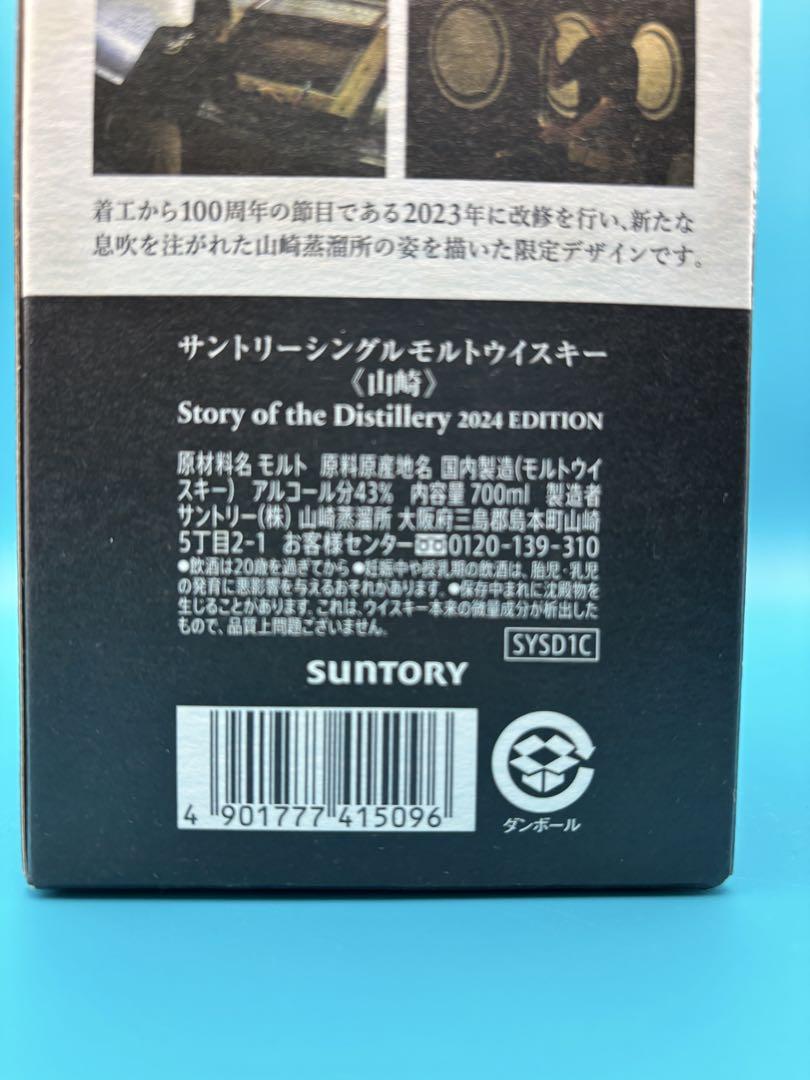 着工から100周年の節目である2023年に改修を行い、新たな
息吹を注がれた山崎蒸溜所の姿を描いた限定デザインです。
サントリーシングルモルトウイスキー
《山崎》
Story of the Distillery 2024 EDITION
原材料名 モルト 原料原産地名 国内製造(モルトウイ
スキー) アルコール分43% 内容量 700ml 製造者
サントリー(株) 山崎蒸溜所 大阪府三島郡島本町山崎
5丁目2-1 お客様センター 0120-139-310
●飲酒は20歳を過ぎてから ●妊娠中や授乳期の飲酒は、胎児・乳児
の発育に悪影響を与えるおそれがあります。●保存中まれに沈殿物を
生じることがあります。これは、ウイスキー本来の微量成分が析出した
もので、品質上問題ございません。
SYSD1C
SUNTORY
4 901777 415096
ダンボール